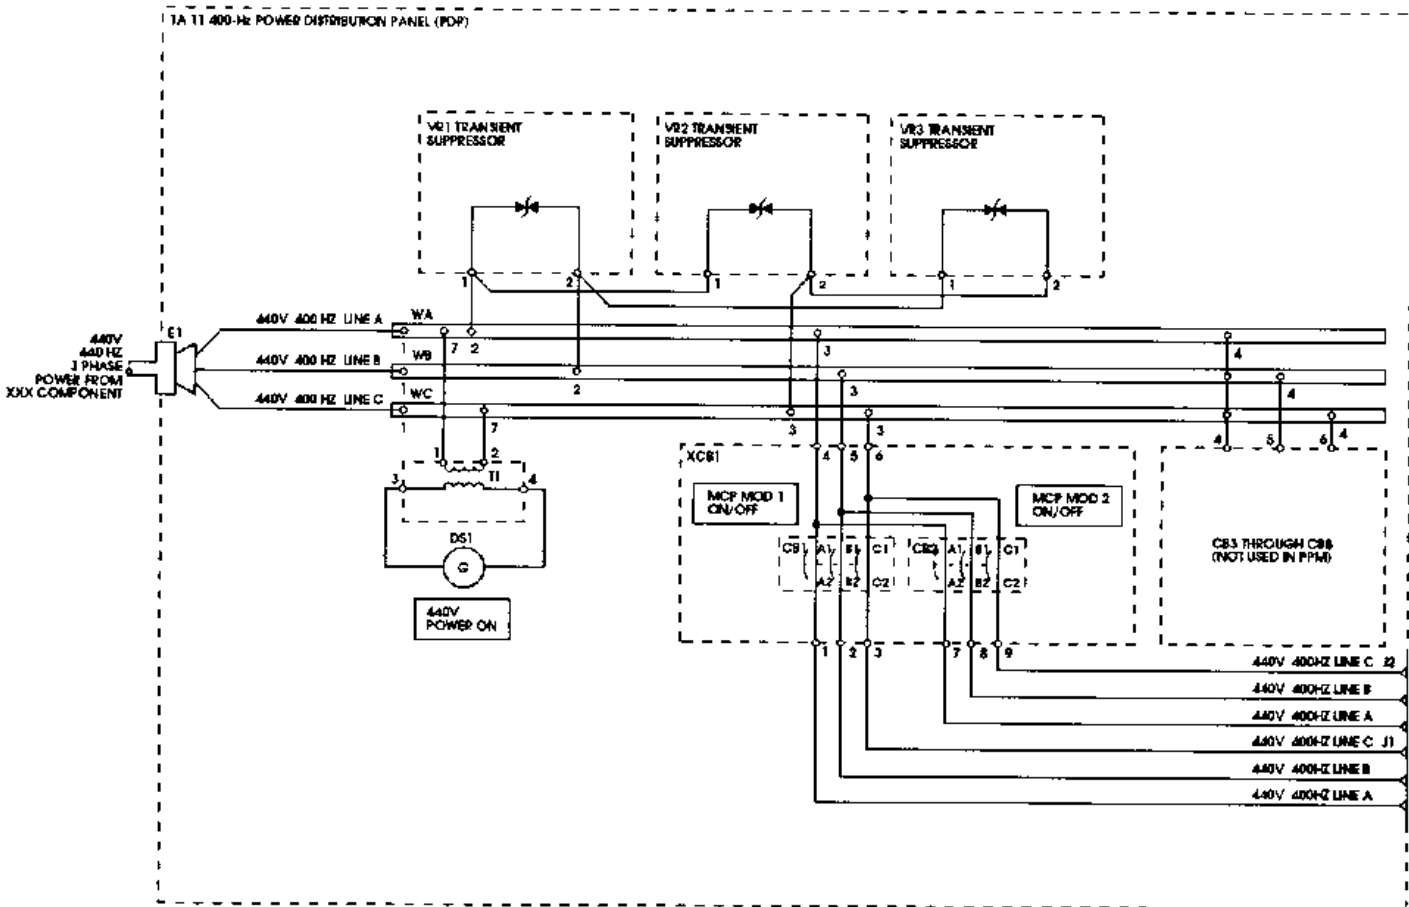 1A 11 400-Hz POWER DISTRIBUTION PANEL (PDP)
VR1 TRANSIENT
SUPPRESSOR
VR2 TRANSIENT
SUPPRESSOR
VR3 TRANSIENT
SUPPRESSOR
1
2
1
2
1
2
440V
440 HZ
3 PHASE
POWER FROM
XXX COMPONENT
E1
440V 400 HZ LINE A
WA
1
7
2
3
4
440V 400 HZ LINE B
WB
1
2
3
4
440V 400 HZ LINE C
WC
1
7
3
3
4
1
2
T1
3
4
DS1
G
440V
POWER ON
XCB1
4
5
6
MCP MOD 1
ON/OFF
MCP MOD 2
ON/OFF
CB1
A1
B1
C1
A2
B2
C2
A1
B1
C1
A2
B2
C2
1
2
3
7
8
9
4
5
6
CB3 THROUGH CB8
(NOT USED IN PPM)
440V 400HZ LINE C J2
440V 400HZ LINE B
440V 400HZ LINE A
440V 400HZ LINE C J1
440V 400HZ LINE B
440V 400HZ LINE A